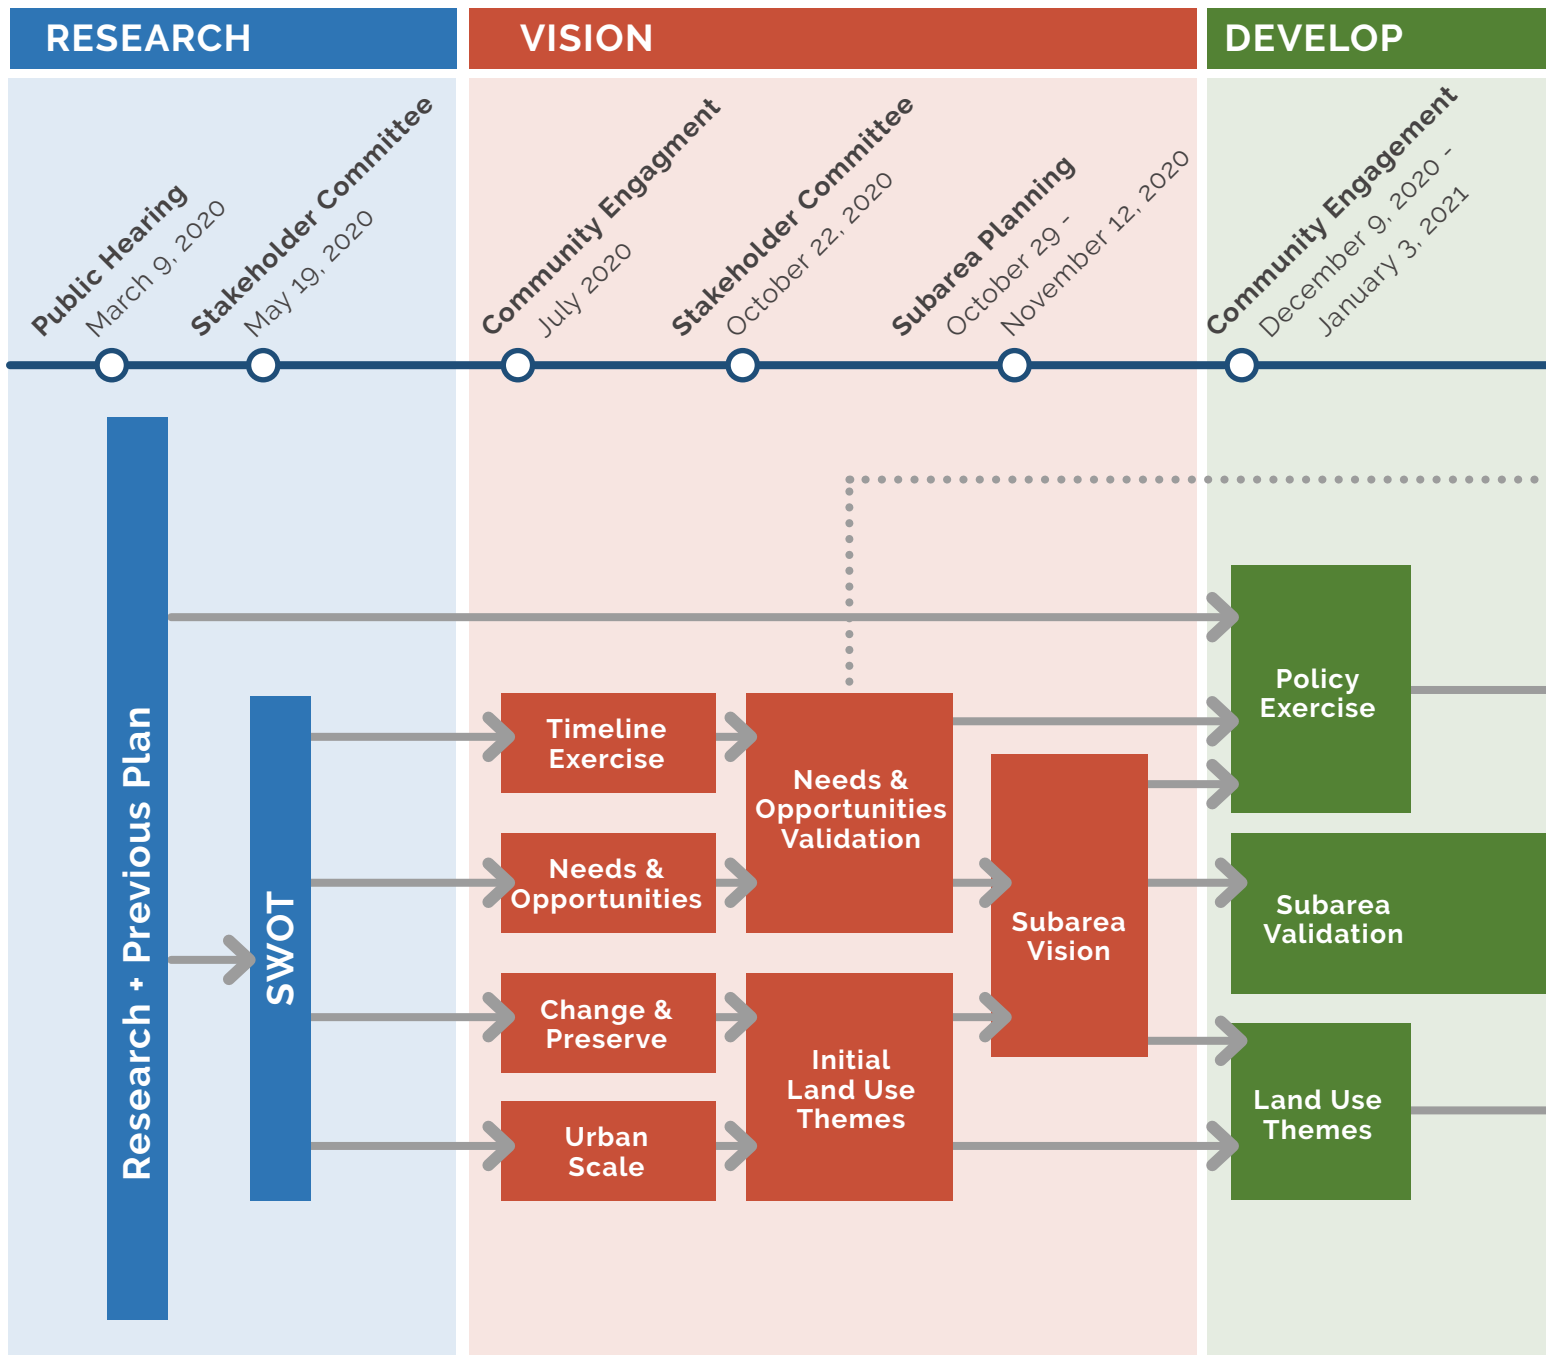 RESEARCH
VISION
DEVELOP
Public Hearing
March 9, 2020
Stakeholder Committee
May 19, 2020
Community Engagment
July 2020
Stakeholder Committee
October 22, 2020
Subarea Planning
October 29 -
November 12, 2020
Community Engagement
December 9, 2020 -
January 3, 2021
Research + Previous Plan
SWOT
Timeline
Exercise
Needs &
Opportunities
Change &
Preserve
Urban
Scale
Needs &
Opportunities
Validation
Initial
Land Use
Themes
Subarea
Vision
Policy
Exercise
Subarea
Validation
Land Use
Themes